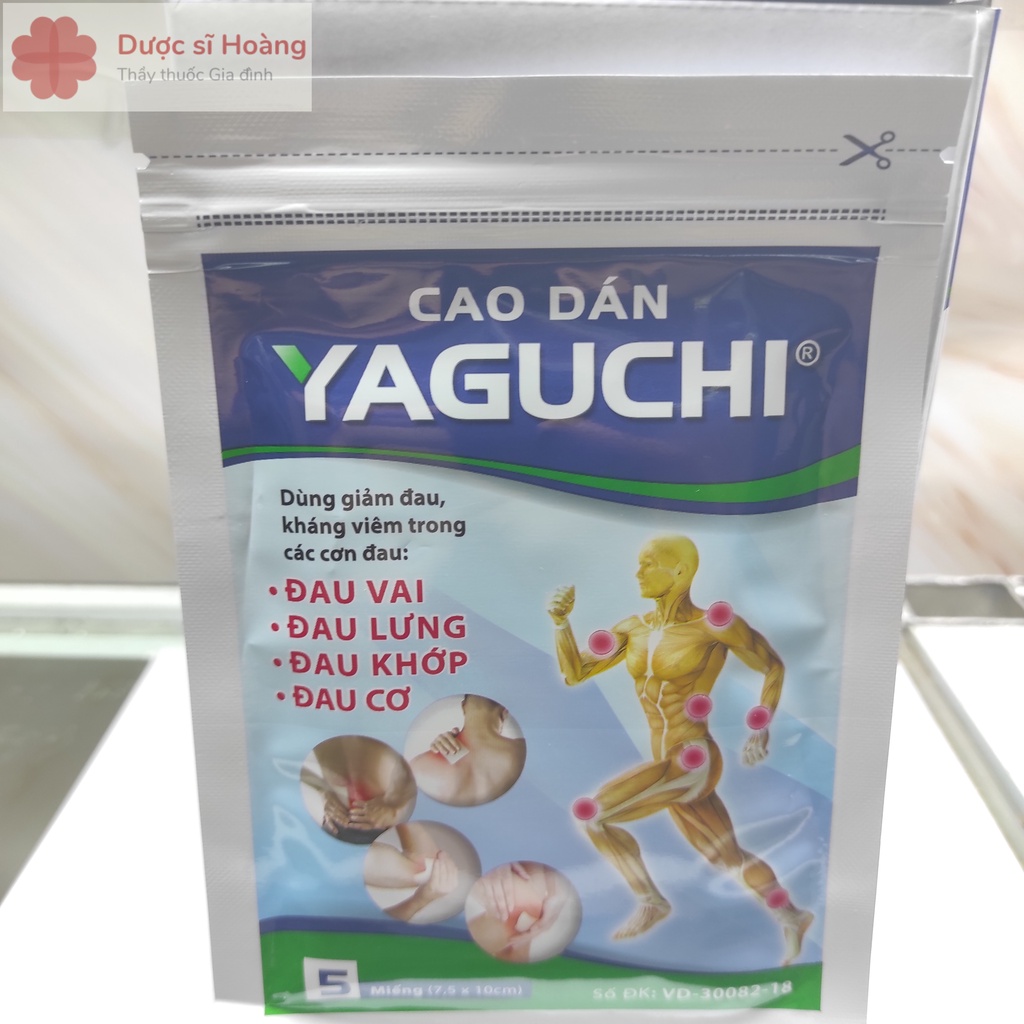 Dược sĩ Hoàng
Thầy thuốc Gia đình
CAO DÁN
YAGUCHI®
Dùng giảm đau,
kháng viêm trong
các cơn đau:
• ĐAU VAI
• ĐAU LƯNG
• ĐAU KHỚP
• ĐAU CƠ
5 Miếng (7,5 x 10cm)
Số ĐK: VD-30082-18